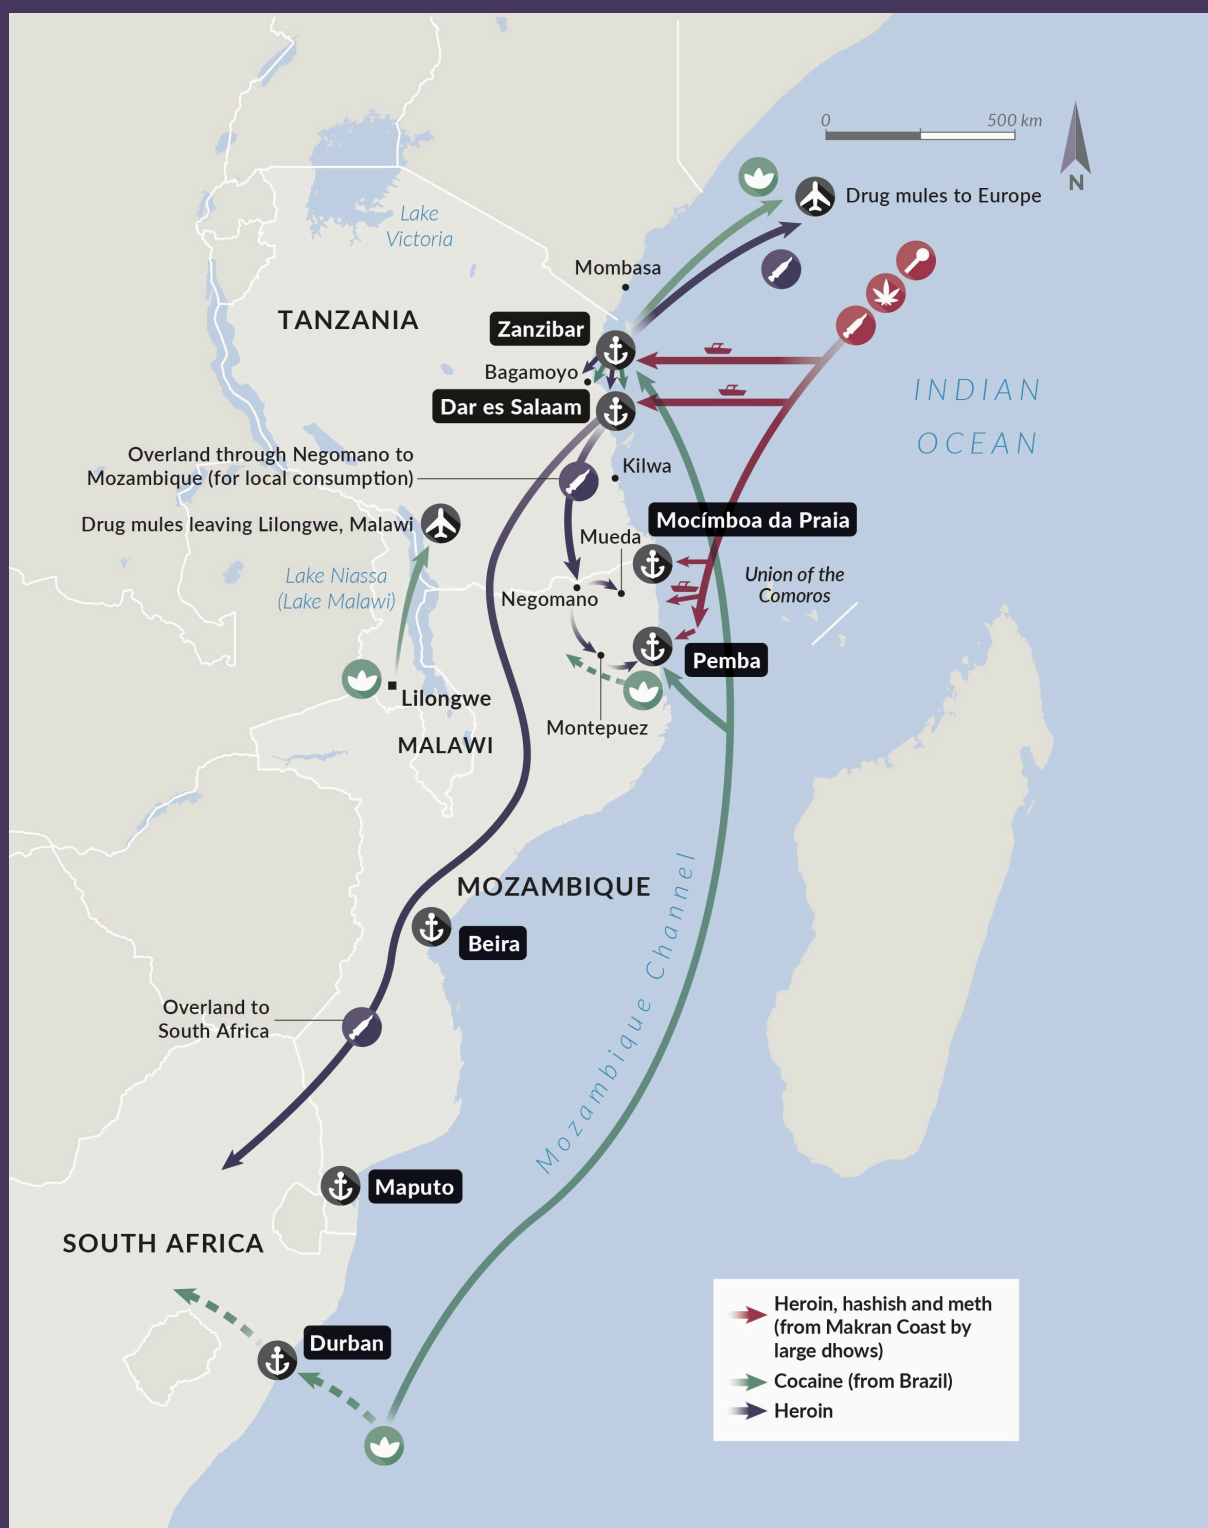 0 500 km
N
Drug mules to Europe
Lake
Victoria
Mombasa
TANZANIA
Zanzibar
Bagamoyo
Dar es Salaam
INDIAN
OCEAN
Overland through Negomano to
Mozambique (for local consumption)
Kilwa
Drug mules leaving Lilongwe, Malawi
Mocímboa da Praia
Mueda
Lake Niassa
(Lake Malawi)
Union of the
Comoros
Negomano
Pemba
Lilongwe
Montepuez
MALAWI
MOZAMBIQUE
Beira
Mozambique Channel
Overland to
South Africa
Maputo
SOUTH AFRICA
Durban
Heroin, hashish and meth
(from Makran Coast by
large dhows)
Cocaine (from Brazil)
Heroin